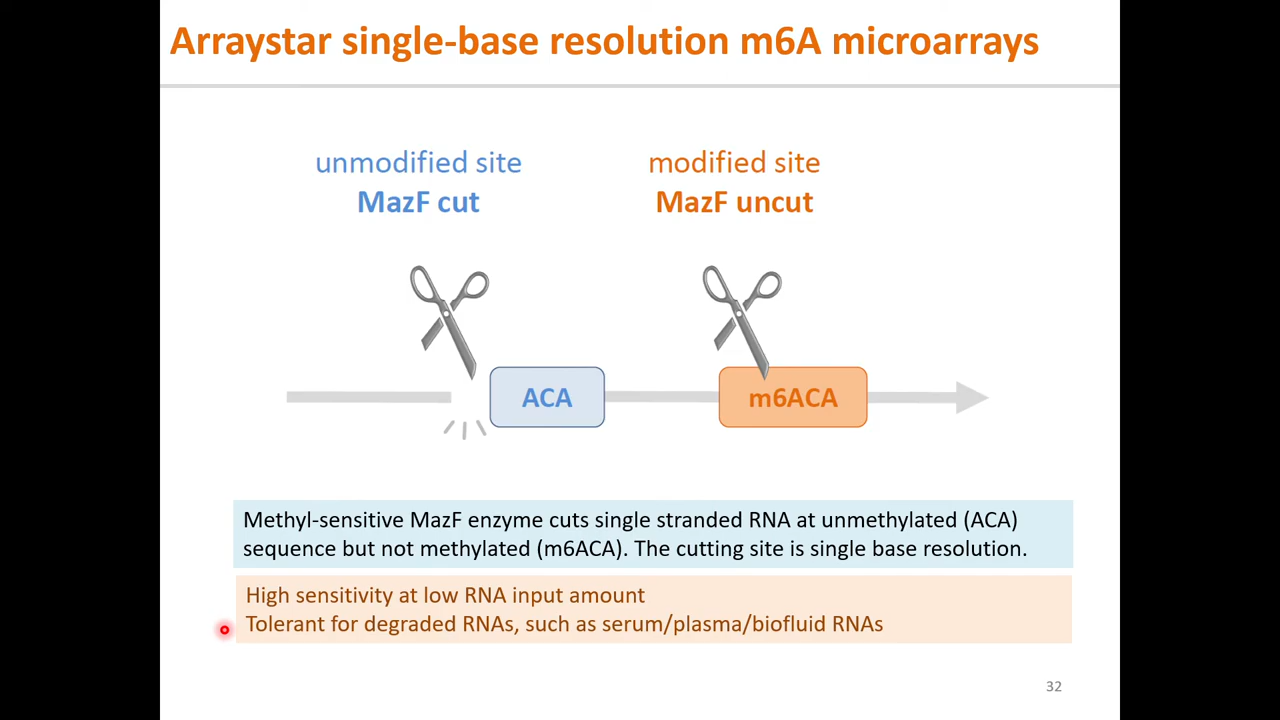 Arraystar single-base resolution m6A microarrays
unmodified site
MazF cut
modified site
MazF uncut
ACA
m6ACA
Methyl-sensitive MazF enzyme cuts single stranded RNA at unmethylated (ACA)
sequence but not methylated (m6ACA). The cutting site is single base resolution.
High sensitivity at low RNA input amount
Tolerant for degraded RNAs, such as serum/plasma/biofluid RNAs
32